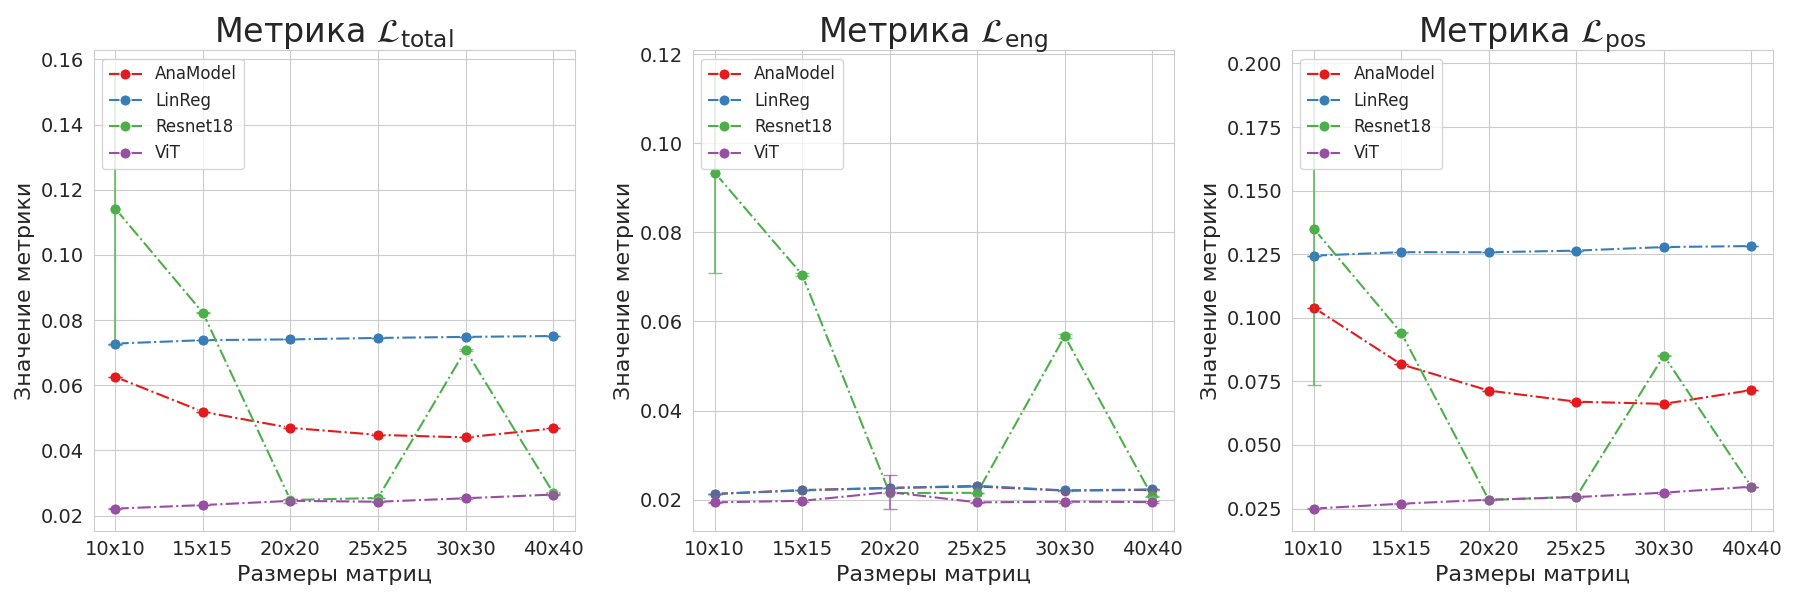 Метрика ℒtotal
0.16
0.14
0.12
0.10
0.08
0.06
0.04
0.02
Значение метрики
AnaModel
LinReg
Resnet18
ViT
10x10 15x15 20x20 25x25 30x30 40x40
Размеры матриц
Метрика ℒeng
0.12
0.10
0.08
0.06
0.04
0.02
Значение метрики
AnaModel
LinReg
Resnet18
ViT
10x10 15x15 20x20 25x25 30x30 40x40
Размеры матриц
Метрика ℒpos
0.200
0.175
0.150
0.125
0.100
0.075
0.050
0.025
Значение метрики
AnaModel
LinReg
Resnet18
ViT
10x10 15x15 20x20 25x25 30x30 40x40
Размеры матриц